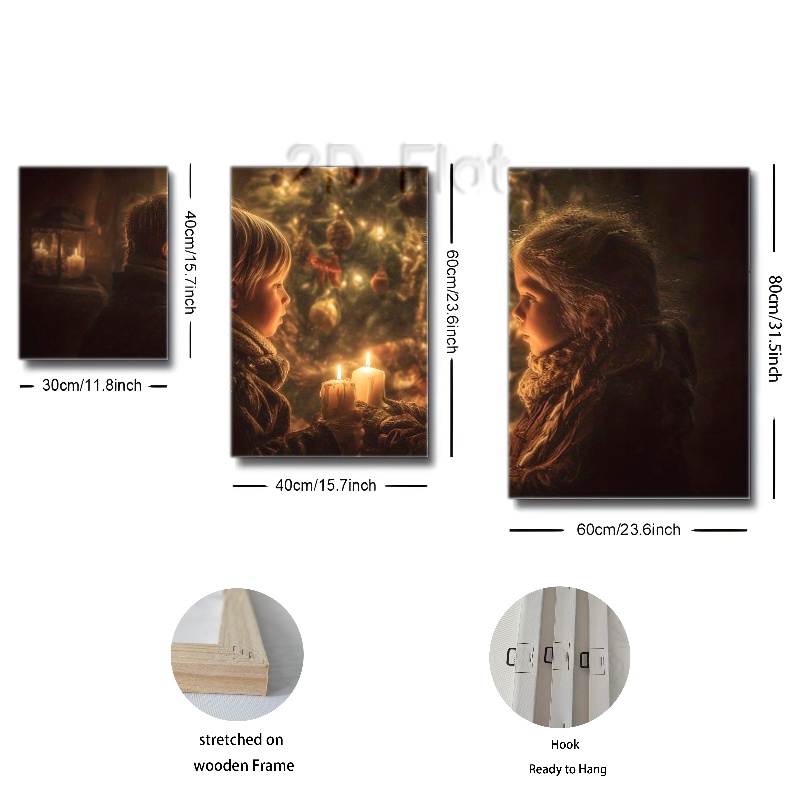 2D Flat
40cm/15.7inch
30cm/11.8inch
60cm/23.6inch
40cm/15.7inch
80cm/31.5inch
60cm/23.6inch
stretched on
wooden Frame
Hook
Ready to Hang